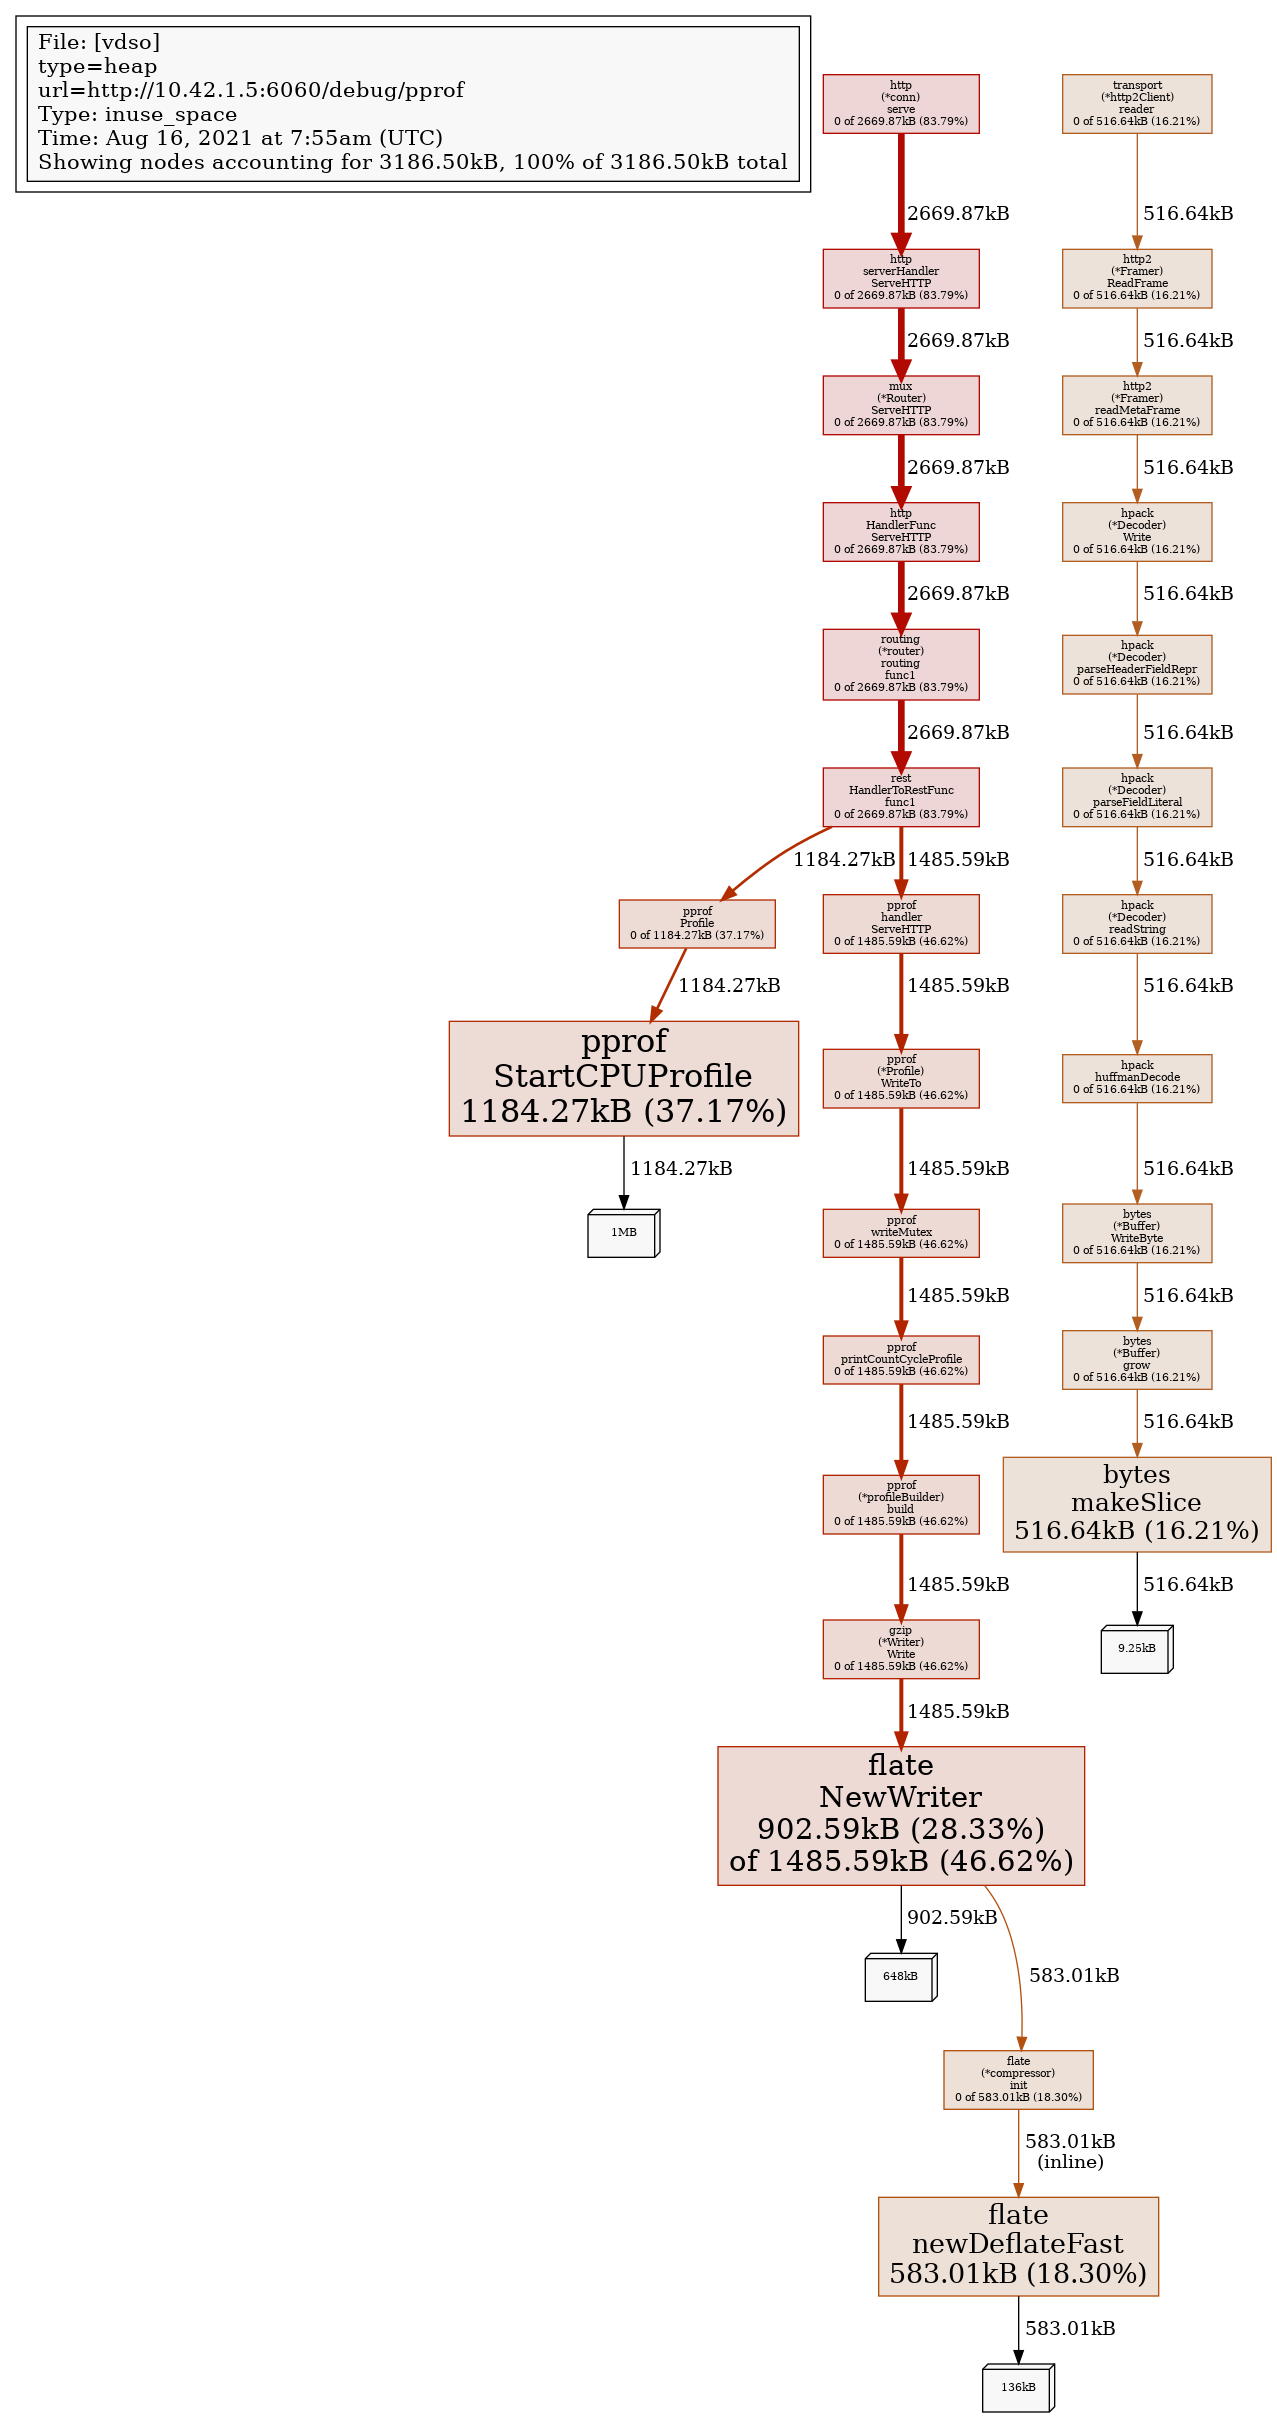 File: [vdso]
type=heap
url=http://10.42.1.5:6060/debug/pprof
Type: inuse_space
Time: Aug 16, 2021 at 7:55am (UTC)
Showing nodes accounting for 3186.50kB, 100% of 3186.50kB total
http
(*conn)
serve
0 of 2669.87kB (83.79%)
2669.87kB
http
serverHandler
ServeHTTP
0 of 2669.87kB (83.79%)
2669.87kB
mux
(*Router)
ServeHTTP
0 of 2669.87kB (83.79%)
2669.87kB
http
HandlerFunc
ServeHTTP
0 of 2669.87kB (83.79%)
2669.87kB
routing
(*router)
routing
func1
0 of 2669.87kB (83.79%)
2669.87kB
rest
HandlerToRestFunc
func1
0 of 2669.87kB (83.79%)
1184.27kB
pprof
Profile
0 of 1184.27kB (37.17%)
1184.27kB
pprof
StartCPUProfile
1184.27kB (37.17%)
1184.27kB
1MB
1485.59kB
pprof
handler
ServeHTTP
0 of 1485.59kB (46.62%)
1485.59kB
pprof
(*Profile)
WriteTo
0 of 1485.59kB (46.62%)
1485.59kB
pprof
writeMutex
0 of 1485.59kB (46.62%)
1485.59kB
pprof
printCountCycleProfile
0 of 1485.59kB (46.62%)
1485.59kB
pprof
(*profileBuilder)
build
0 of 1485.59kB (46.62%)
1485.59kB
gzip
(*Writer)
Write
0 of 1485.59kB (46.62%)
1485.59kB
flate
NewWriter
902.59kB (28.33%)
of 1485.59kB (46.62%)
902.59kB
648kB
583.01kB
flate
(*compressor)
init
0 of 583.01kB (18.30%)
583.01kB
(inline)
flate
newDeflateFast
583.01kB (18.30%)
583.01kB
136kB
transport
(*http2Client)
reader
0 of 516.64kB (16.21%)
516.64kB
http2
(*Framer)
ReadFrame
0 of 516.64kB (16.21%)
516.64kB
http2
(*Framer)
readMetaFrame
0 of 516.64kB (16.21%)
516.64kB
hpack
(*Decoder)
Write
0 of 516.64kB (16.21%)
516.64kB
hpack
(*Decoder)
parseHeaderFieldRepr
0 of 516.64kB (16.21%)
516.64kB
hpack
(*Decoder)
parseFieldLiteral
0 of 516.64kB (16.21%)
516.64kB
hpack
(*Decoder)
readString
0 of 516.64kB (16.21%)
516.64kB
hpack
huffmanDecode
0 of 516.64kB (16.21%)
516.64kB
bytes
(*Buffer)
WriteByte
0 of 516.64kB (16.21%)
516.64kB
bytes
(*Buffer)
grow
0 of 516.64kB (16.21%)
516.64kB
bytes
makeSlice
516.64kB (16.21%)
516.64kB
9.25kB